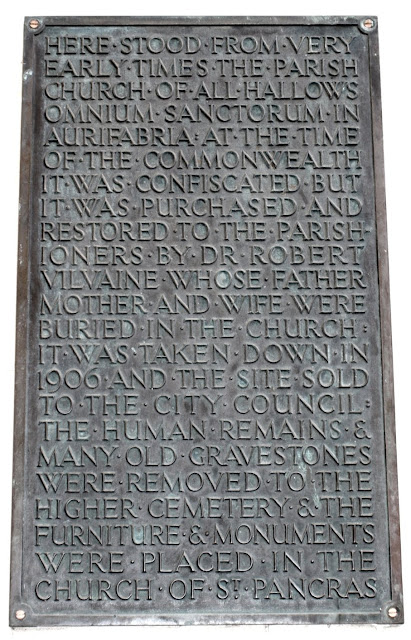 HERE·STOOD·FROM·VERY
EARLY·TIMES·THE·PARISH
CHURCH·OF·ALL·HALLOWS
OMNIUM·SANCTORUM·IN
AURIFABRIA·AT·THE·TIME
OF·THE·COMMONWEALTH
IT·WAS·CONFISCATED·BUT
IT·WAS·PURCHASED·AND
RESTORED·TO·THE·PARISH
IONERS·BY·DR·ROBERT
VILVAINE·WHOSE·FATHER
MOTHER·AND·WIFE·WERE
BURIED·IN·THE·CHURCH:
IT·WAS·TAKEN·DOWN·IN
1906·AND·THE·SITE·SOLD
TO·THE·CITY·COUNCIL:
THE·HUMAN·REMAINS·&
MANY·OLD·GRAVESTONES
WERE·REMOVED·TO·THE
HIGHER·CEMETERY·&·THE
FURNITURE·&·MONUMENTS
WERE·PLACED·IN·THE
CHURCH·OF·ST·PANCRAS